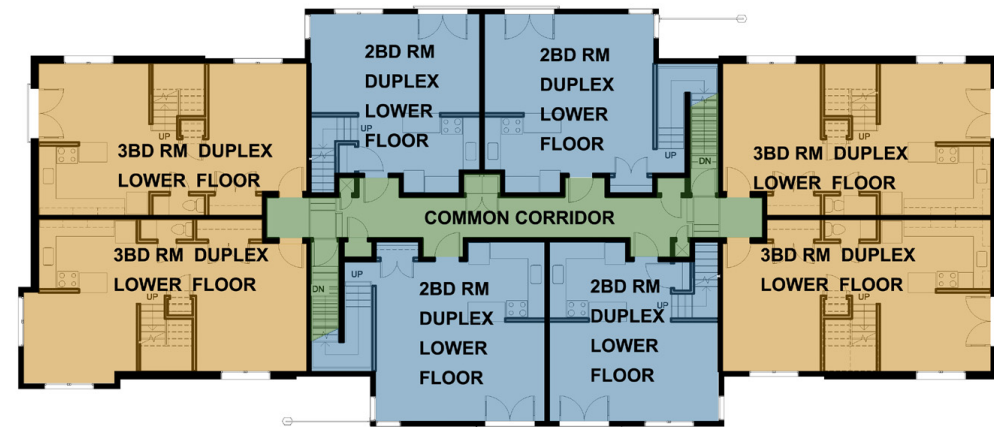 2BD RM
DUPLEX
LOWER
FLOOR
UP
2BD RM
DUPLEX
LOWER
FLOOR
UP
DN
UP
3BD RM DUPLEX
LOWER FLOOR
UP
3BD RM DUPLEX
LOWER FLOOR
COMMON CORRIDOR
3BD RM DUPLEX
LOWER FLOOR
UP
DN
UP
2BD RM
DUPLEX
LOWER
FLOOR
2BD RM
UP
DUPLEX
LOWER
FLOOR
3BD RM DUPLEX
LOWER FLOOR
UP